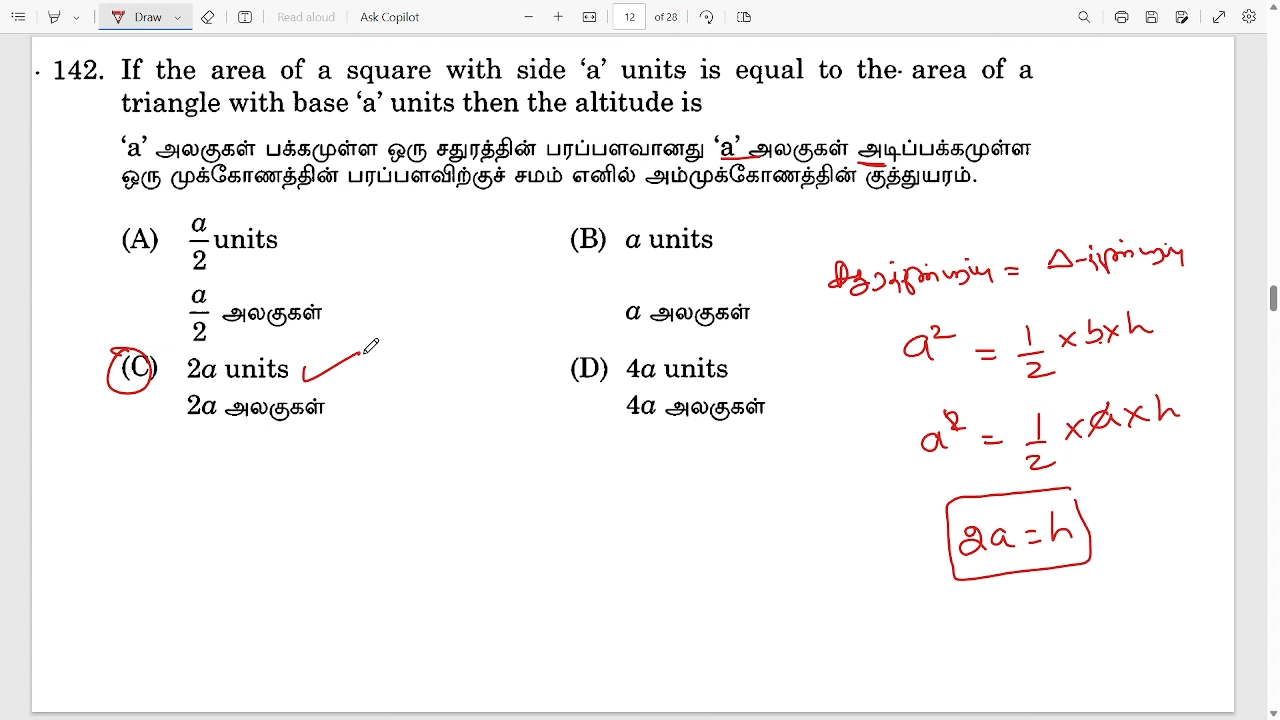 Draw
Read aloud
Ask Copilot
12 of 28
142. If the area of a square with side ‘a’ units is equal to the area of a
triangle with base ‘a’ units then the altitude is
‘a’ அலகுகள் பக்கமுள்ள ஒரு சதுரத்தின் பரப்பளவானது ‘a’ அலகுகள் அடிப்பக்கமுள்ள
ஒரு முக்கோணத்தின் பரப்பளவிற்குச் சமம் எனில் அம்முக்கோணத்தின் குத்துயரம்.
(A) a/2 units
a/2 அலகுகள்
(B) a units
a அலகுகள்
(C) 2a units
2a அலகுகள்
(D) 4a units
4a அலகுகள்
= Δ-
a² = 1/2 × b × h
a² = 1/2 × a × h
2a = h